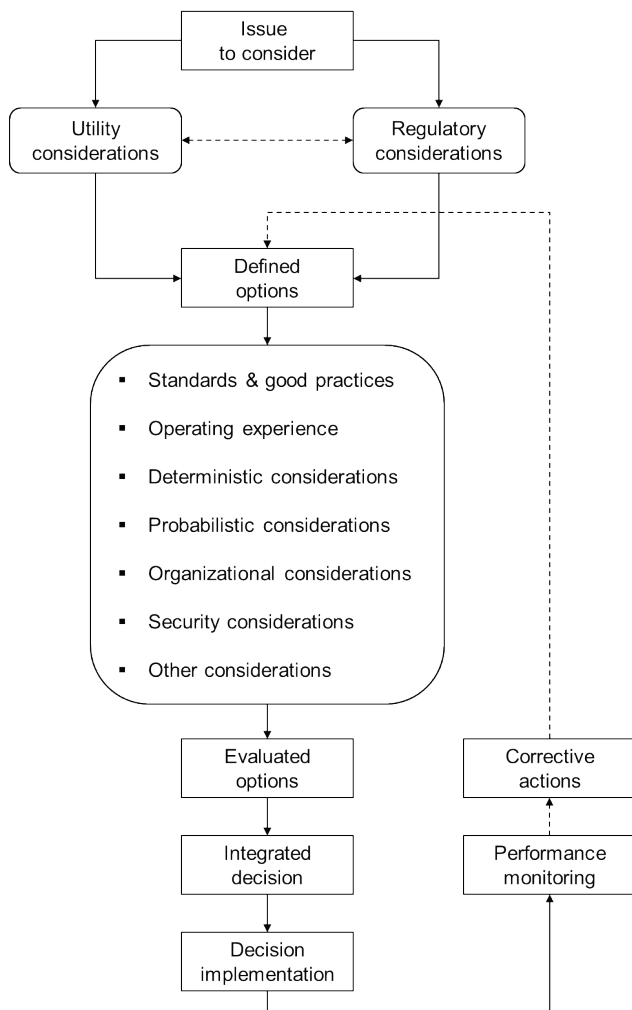 Issue
to consider
Utility
considerations
Regulatory
considerations
Defined
options
▪ Standards & good practices
▪ Operating experience
▪ Deterministic considerations
▪ Probabilistic considerations
▪ Organizational considerations
▪ Security considerations
▪ Other considerations
Evaluated
options
Corrective
actions
Integrated
decision
Performance
monitoring
Decision
implementation